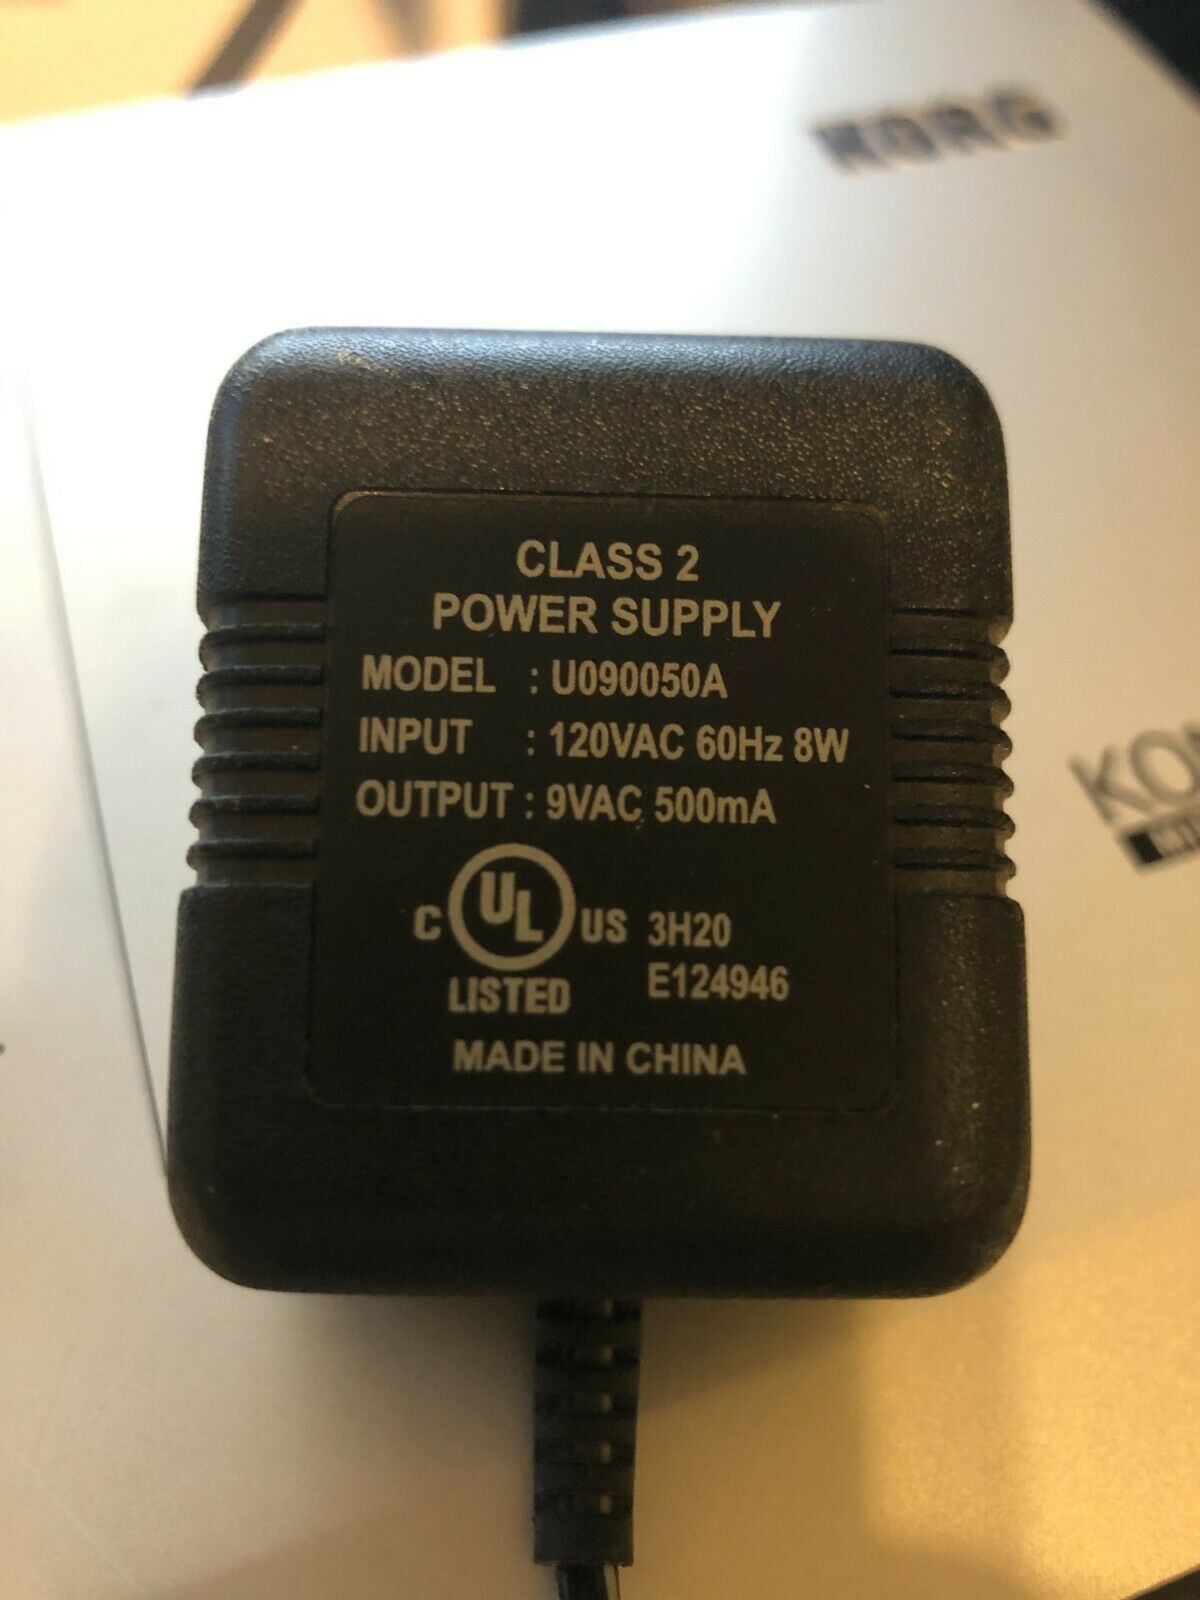 KORG
CLASS 2
POWER SUPPLY
MODEL : U090050A
INPUT : 120VAC 60Hz 8W
OUTPUT : 9VAC 500mA
C UL US 3H20
LISTED E124946
MADE IN CHINA